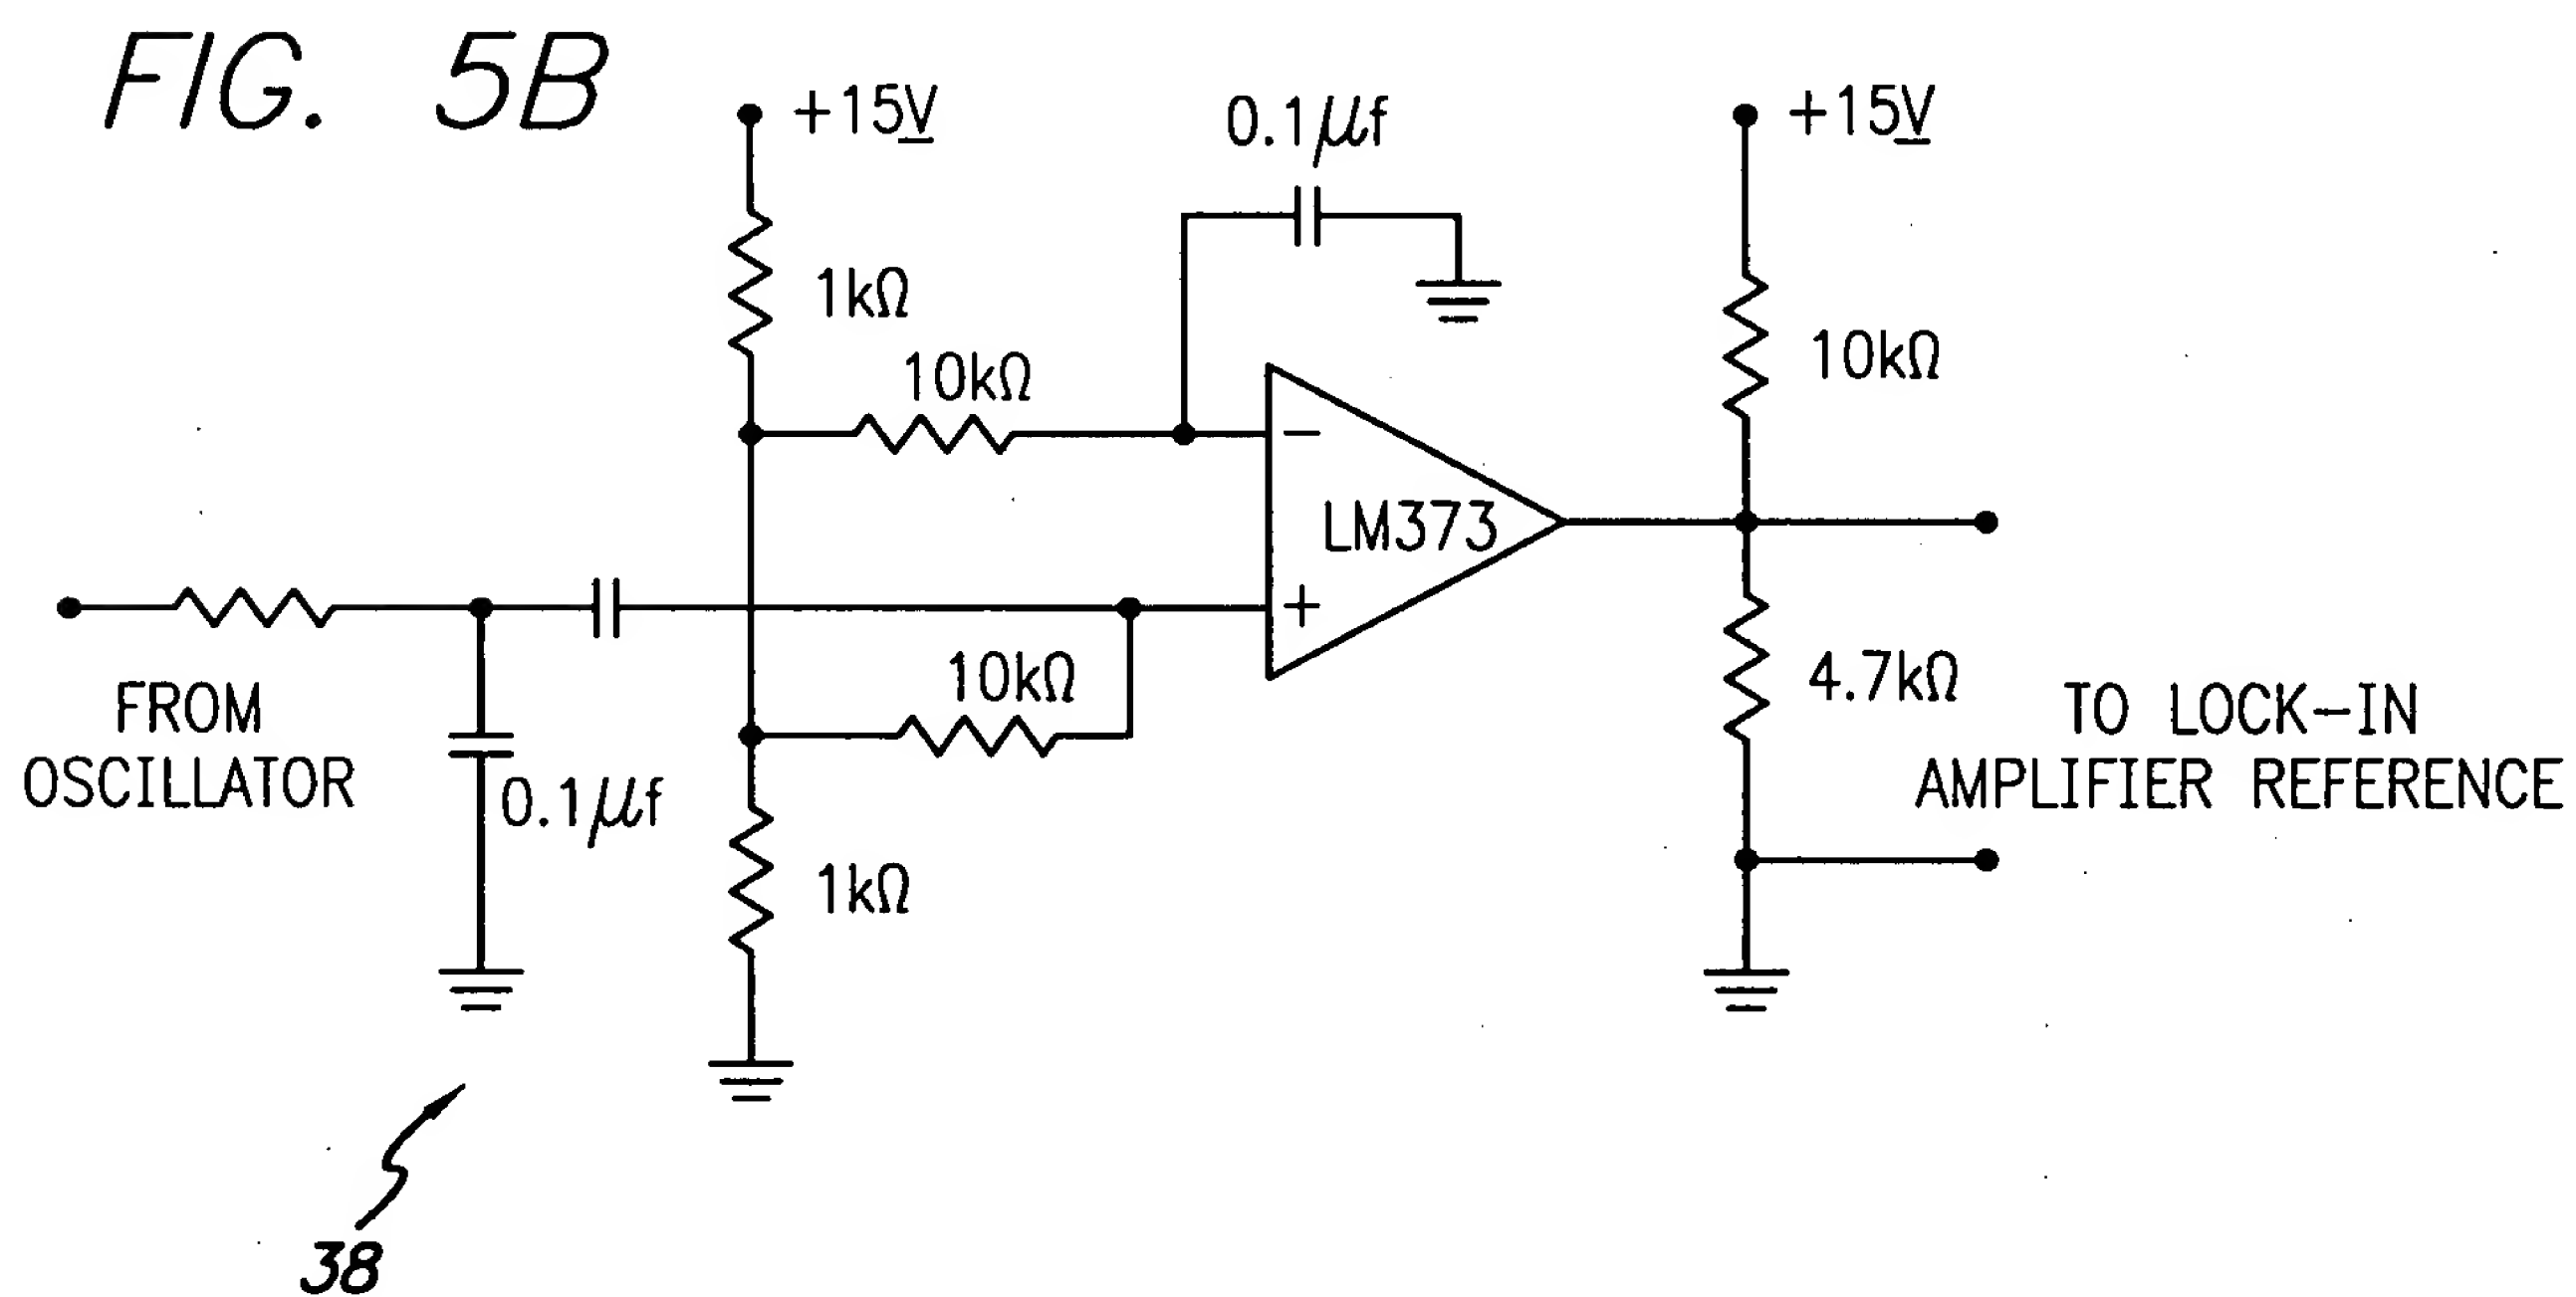 FIG. 5B
+15V
0.1μf
+15V
1kΩ
10kΩ
10kΩ
−
LM373
+
10kΩ
4.7kΩ
FROM
OSCILLATOR
0.1μf
TO LOCK-IN
AMPLIFIER REFERENCE
1kΩ
38